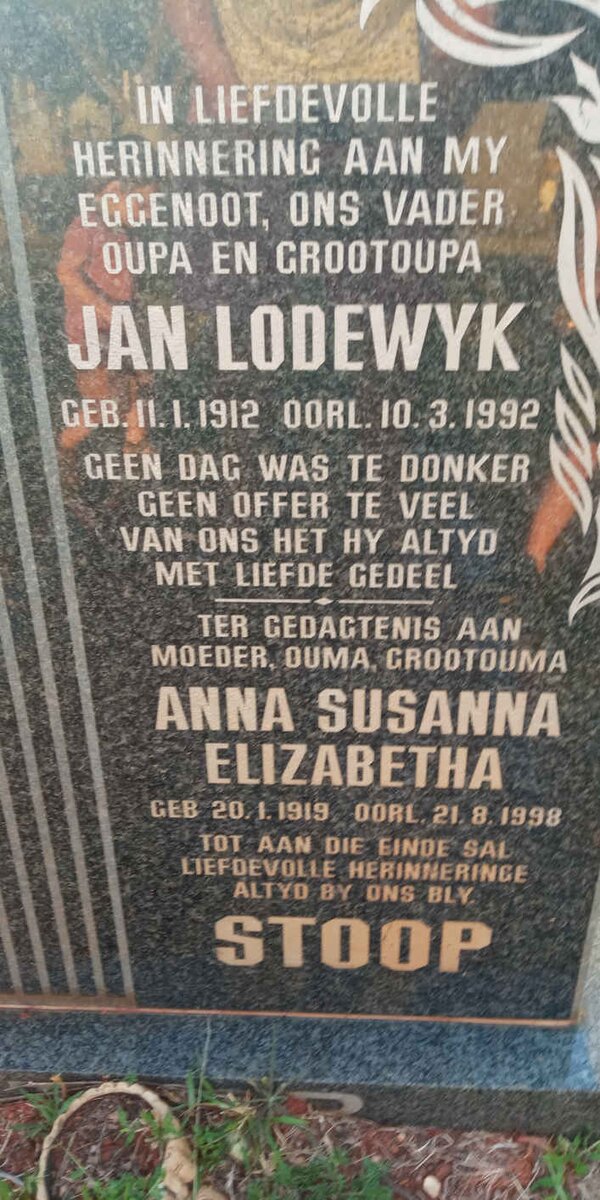 IN LIEFDEVOLLE
HERINNERING AAN MY
EGGENOOT, ONS VADER
OUPA EN GROOTOUPA
JAN LODEWYK
GEB. 11. 1. 1912 OORL. 10. 3. 1992
GEEN DAG WAS TE DONKER
GEEN OFFER TE VEEL
VAN ONS HET HY ALTYD
MET LIEFDE GEDEEL
TER GEDAGTENIS AAN
MOEDER, OUMA, GROOTOUMA
ANNA SUSANNA
ELIZABETHA
GEB 20. 1. 1919 OORL. 21. 8. 1998
TOT AAN DIE EINDE SAL
LIEFDEVOLLE HERINNERINGE
ALTYD BY ONS BLY.
STOOP